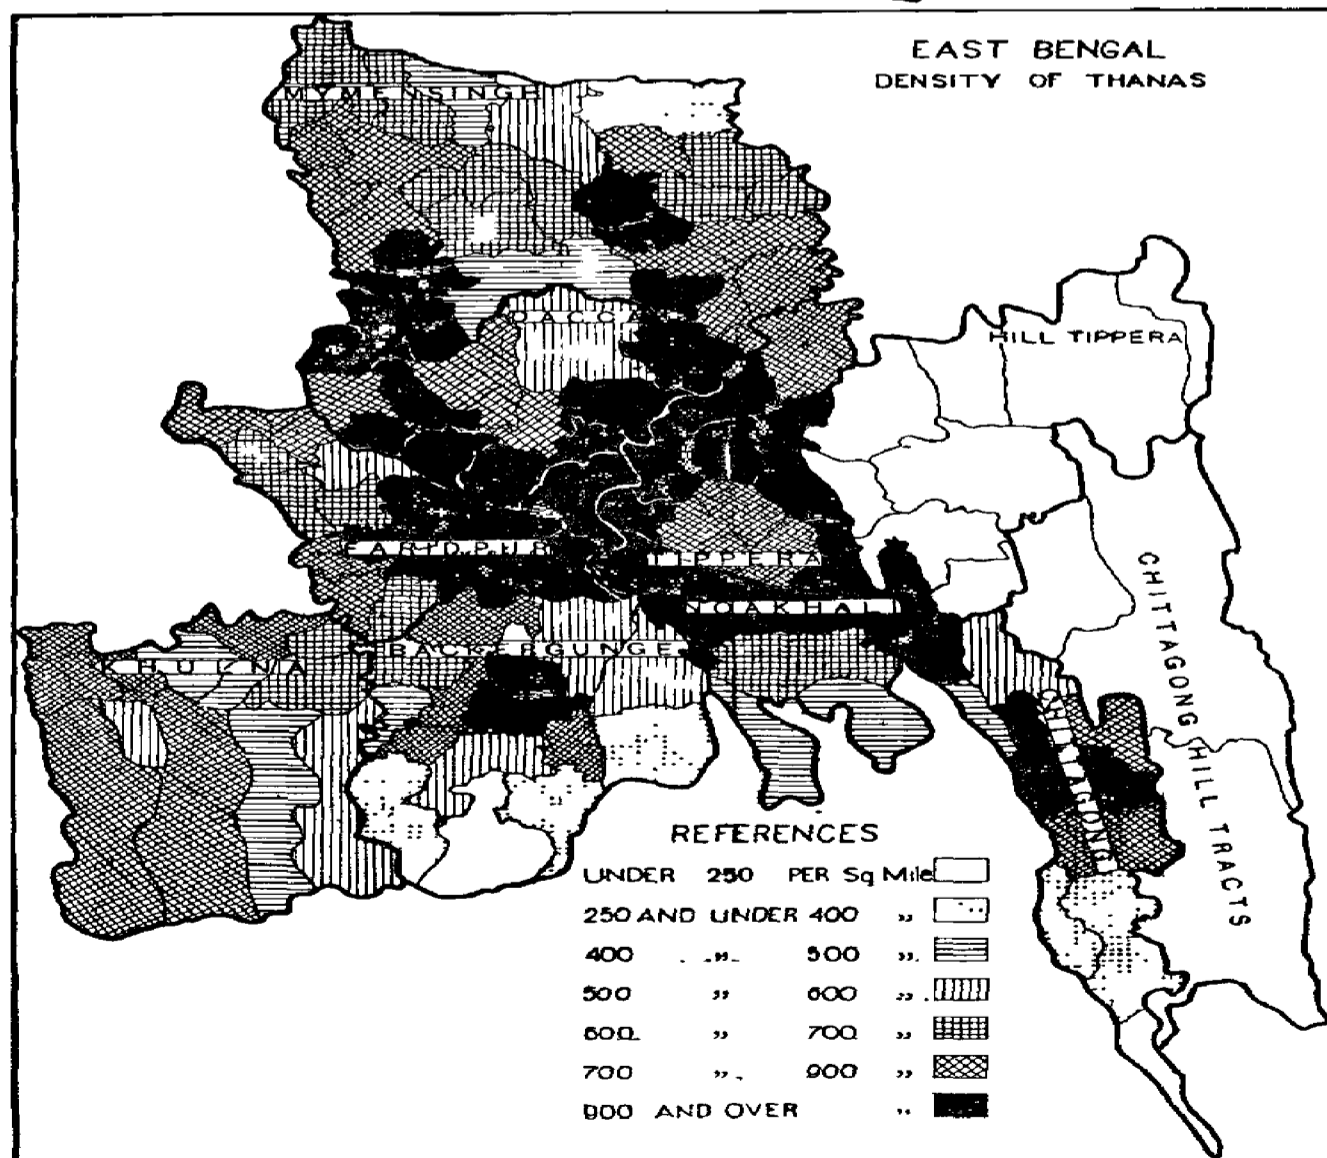 EAST BENGAL
DENSITY OF THANAS
MYMENSINGH
DACCA
HILL TIPPERA
FARIDPUR
TIPPERA
NOAKHALI
BACKERGUNGE
KHULNA
CHITTAGONG
CHITTAGONG HILL TRACTS
REFERENCES
UNDER 250 PER Sq Mile
250 AND UNDER 400 „
400 „ 500 „
500 „ 600 „
600 „ 700 „
700 „ 900 „
900 AND OVER „